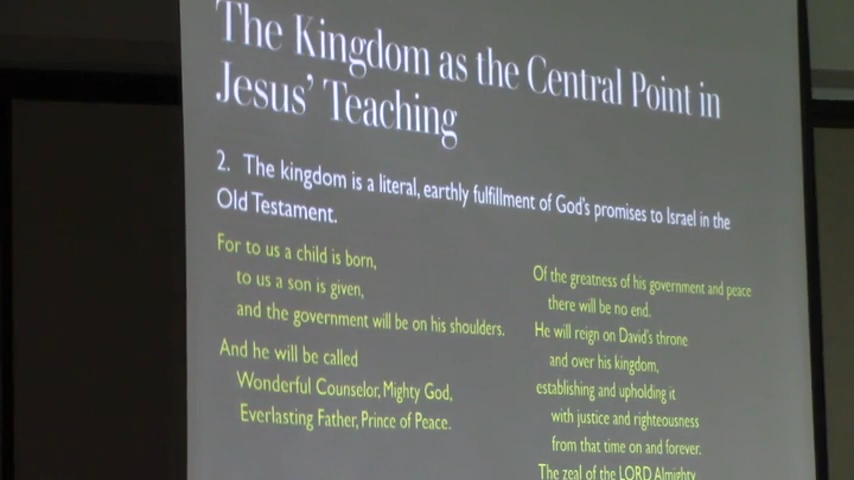 The Kingdom as the Central Point in
Jesus' Teaching
2. The kingdom is a literal, earthly fulfillment of God's promises to Israel in the
Old Testament.
For to us a child is born,
to us a son is given,
and the government will be on his shoulders.
And he will be called
Wonderful Counselor, Mighty God,
Everlasting Father, Prince of Peace.
Of the greatness of his government and peace
there will be no end.
He will reign on David's throne
and over his kingdom,
establishing and upholding it
with justice and righteousness
from that time on and forever.
The zeal of the LORD Almighty